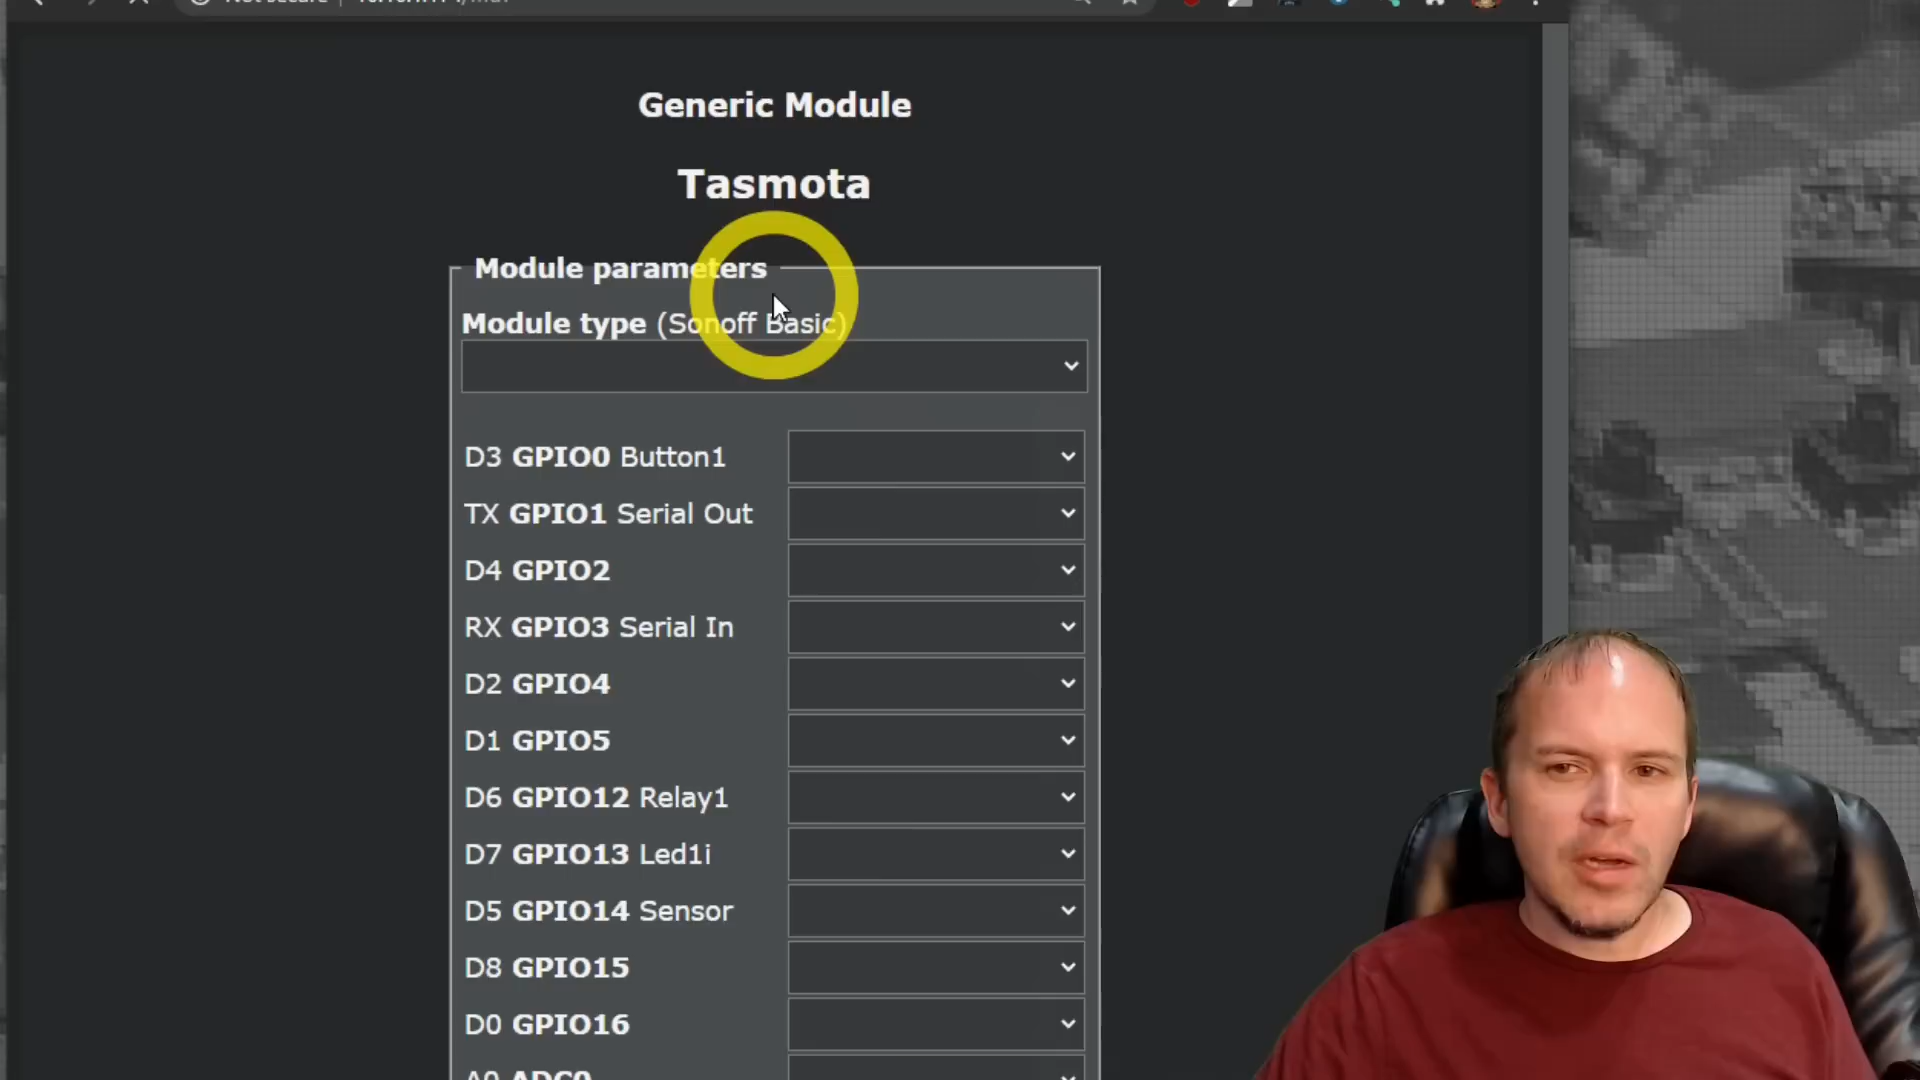 Generic Module
Tasmota
Module parameters
Module type (Sonoff Basic)
D3 GPIO0 Button1
TX GPIO1 Serial Out
D4 GPIO2
RX GPIO3 Serial In
D2 GPIO4
D1 GPIO5
D6 GPIO12 Relay1
D7 GPIO13 Led1i
D5 GPIO14 Sensor
D8 GPIO15
D0 GPIO16
A0 ADC0